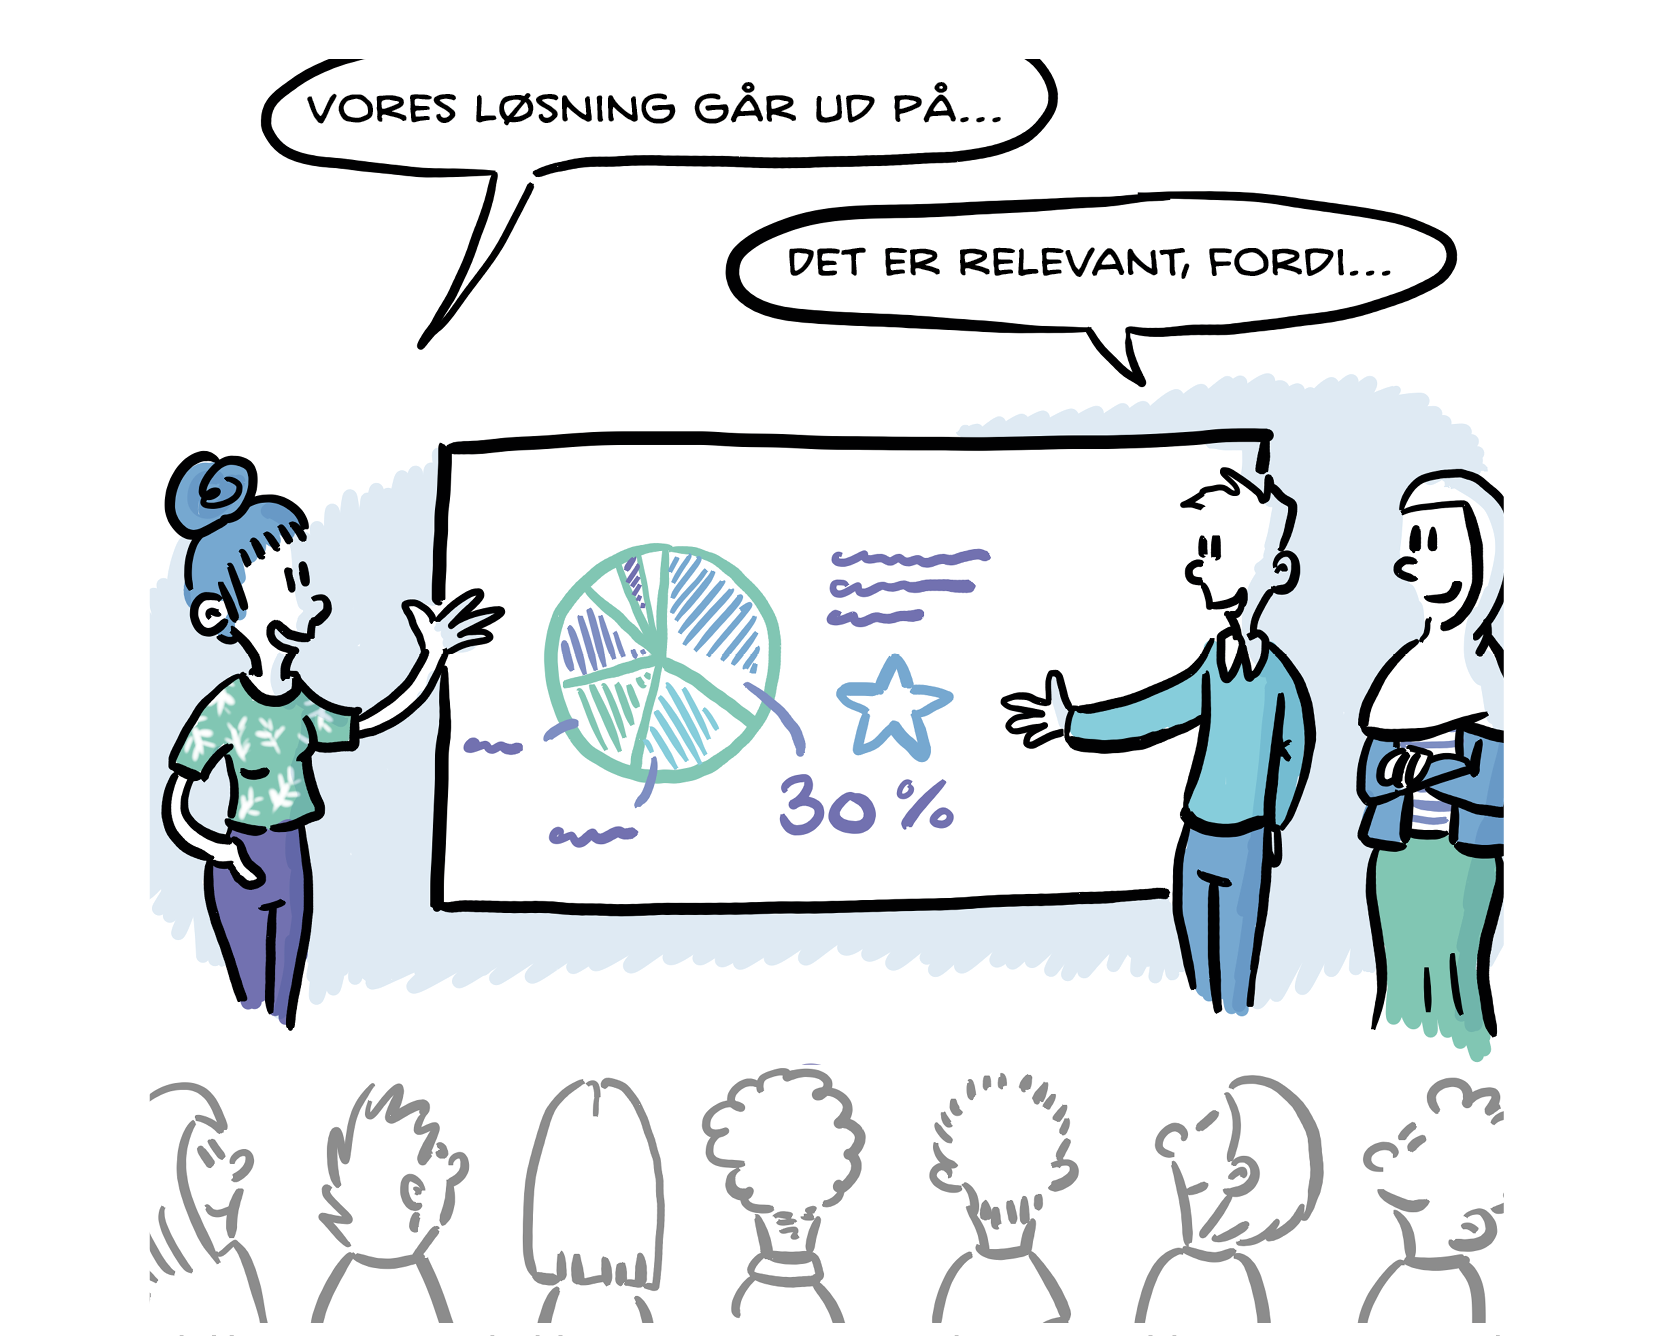 VORES LØSNING GÅR UD PÅ...
DET ER RELEVANT, FORDI...
30%